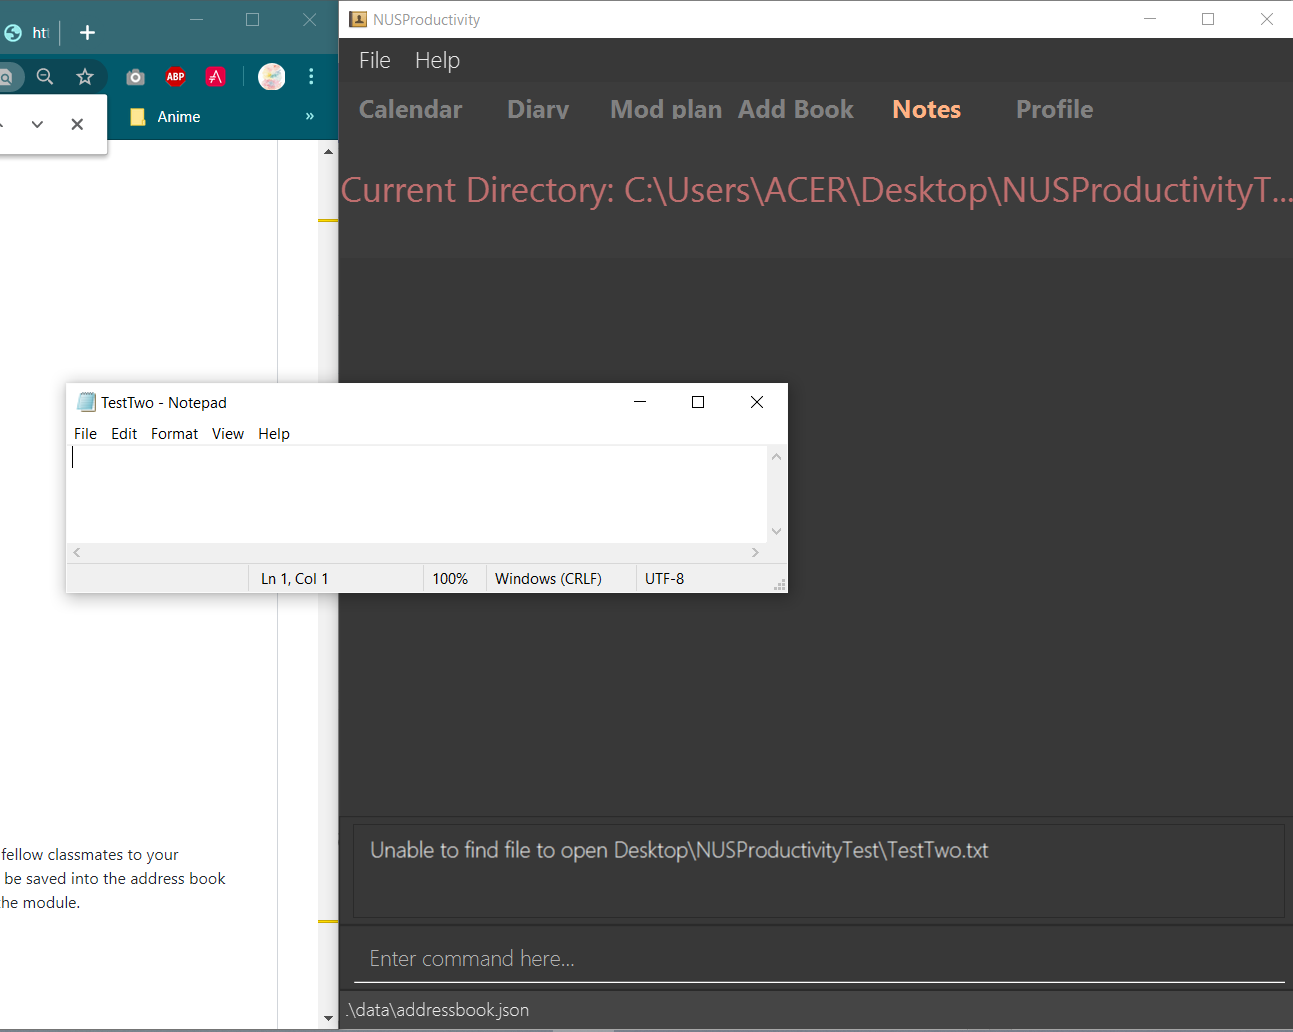 htt
ABP
Anime
»
fellow classmates to your
be saved into the address book
the module.
NUSProductivity
File Help
Calendar Diary Mod plan Add Book Notes Profile
Current Directory: C:\Users\ACER\Desktop\NUSProductivityT...
TestTwo - Notepad
File Edit Format View Help
Ln 1, Col 1 100% Windows (CRLF) UTF-8
Unable to find file to open Desktop\NUSProductivityTest\TestTwo.txt
Enter command here...
.\data\addressbook.json